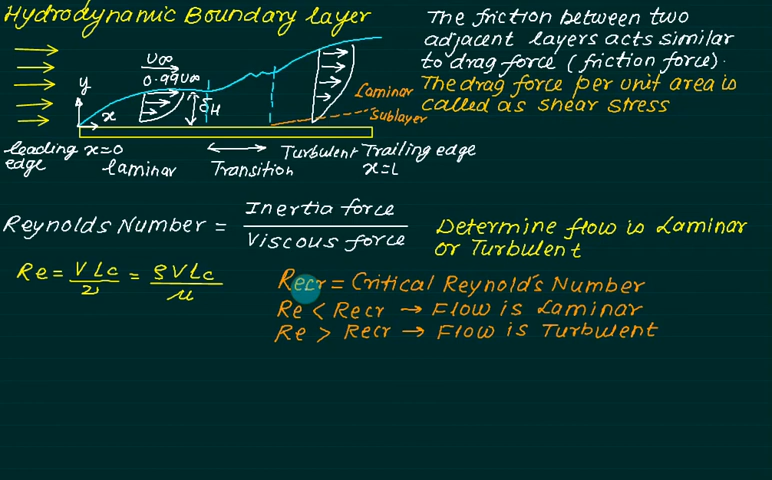 Hydrodynamic Boundary layer
The friction between two
adjacent layers acts similar
to drag force (friction force).
The drag force per unit area is
called as shear stress
U∞
0.99U∞
y
x
δH
Laminar
Sublayer
leading x=0
edge
laminar
Transition
Turbulent Trailing edge
x=L
Reynolds Number = Inertia force / Viscous force
Determine flow is Laminar
or Turbulent
Re = VLc/ν = ρVLc/μ
Recr = Critical Reynold's Number
Re < Recr → Flow is Laminar
Re > Recr → Flow is Turbulent